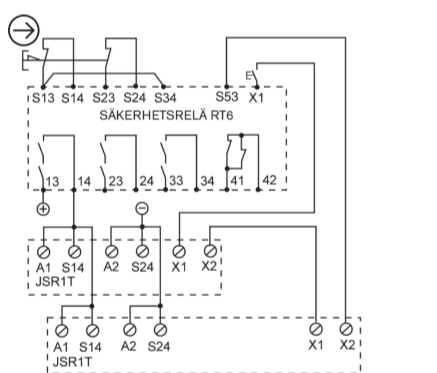 S13 S14 S23 S24 S34 S53 X1
SÄKERHETSRELÄ RT6
13 14 23 24 33 34 41 42
A1 S14 A2 S24 X1 X2
JSR1T
A1 S14 A2 S24 X1 X2
JSR1T